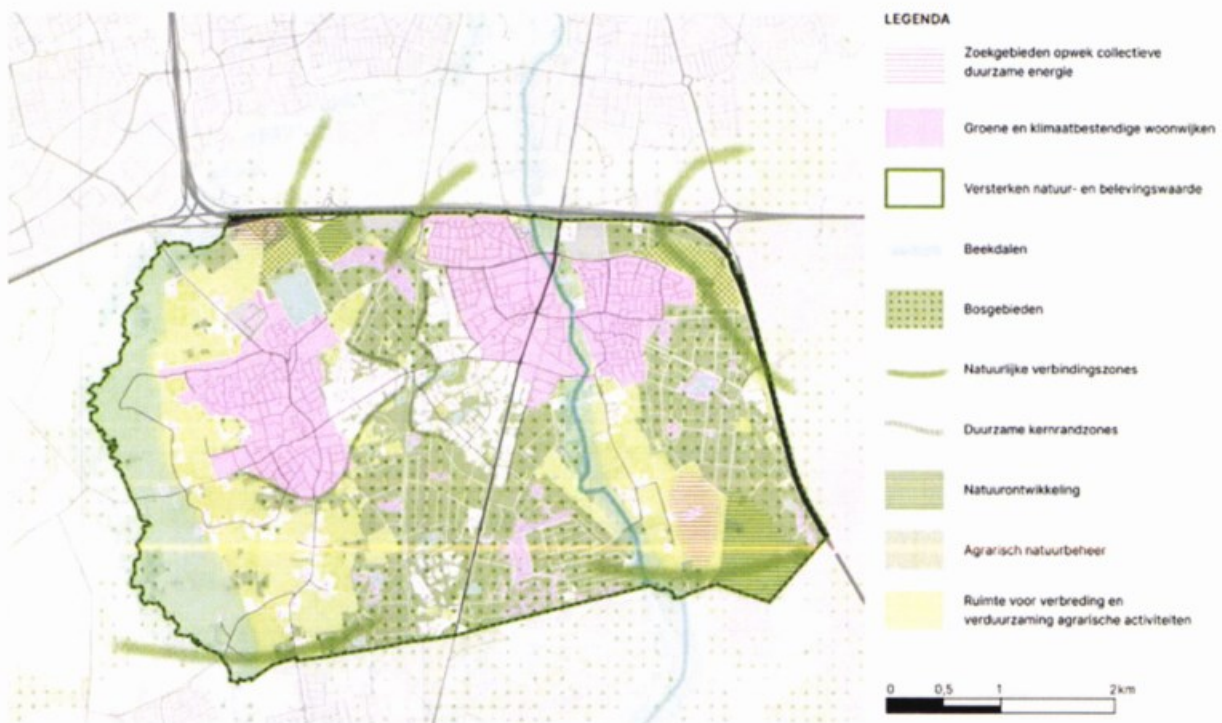 LEGENDA
Zoekgebieden opwek collectieve
duurzame energie
Groene en klimaatbestendige woonwijken
Versterken natuur- en belevingswaarde
Beekdalen
Bosgebieden
Natuurlijke verbindingszones
Duurzame kernrandzones
Natuurontwikkeling
Agrarisch natuurbeheer
Ruimte voor verbreding en
verduurzaming agrarische activiteiten
0 0,5 1 2km